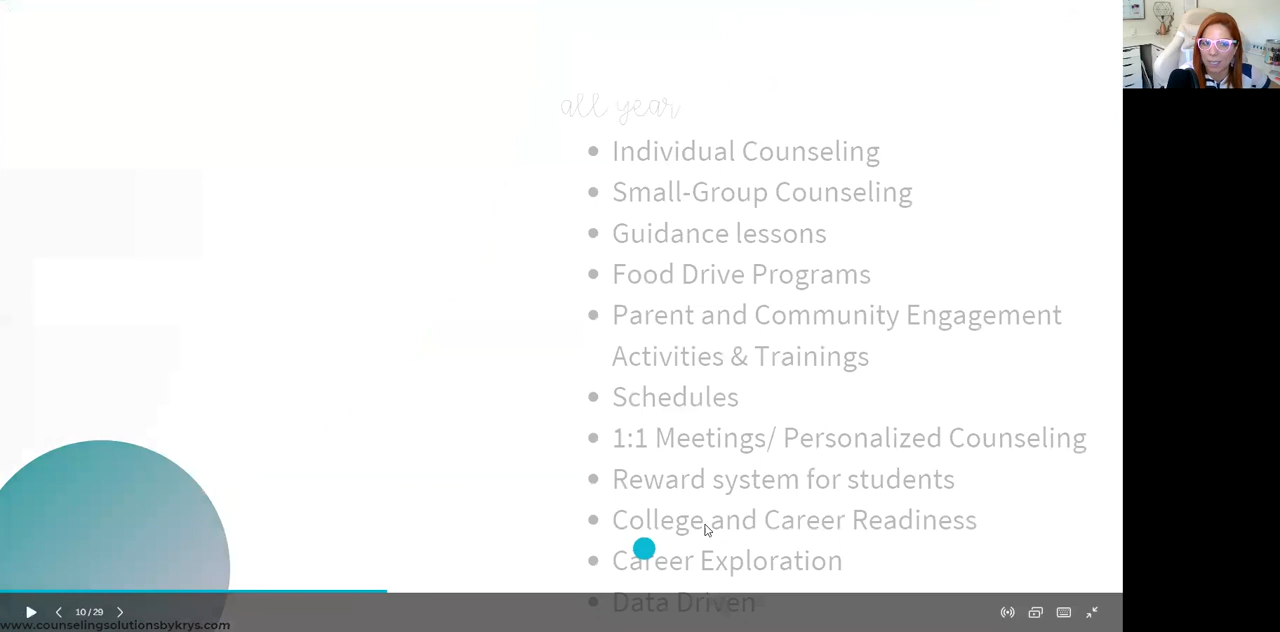 all year
• Individual Counseling
• Small-Group Counseling
• Guidance lessons
• Food Drive Programs
• Parent and Community Engagement
Activities & Trainings
• Schedules
• 1:1 Meetings/ Personalized Counseling
• Reward system for students
• College and Career Readiness
• Career Exploration
• Data Driven
10 / 29
www.counselingsolutionsbykrys.com